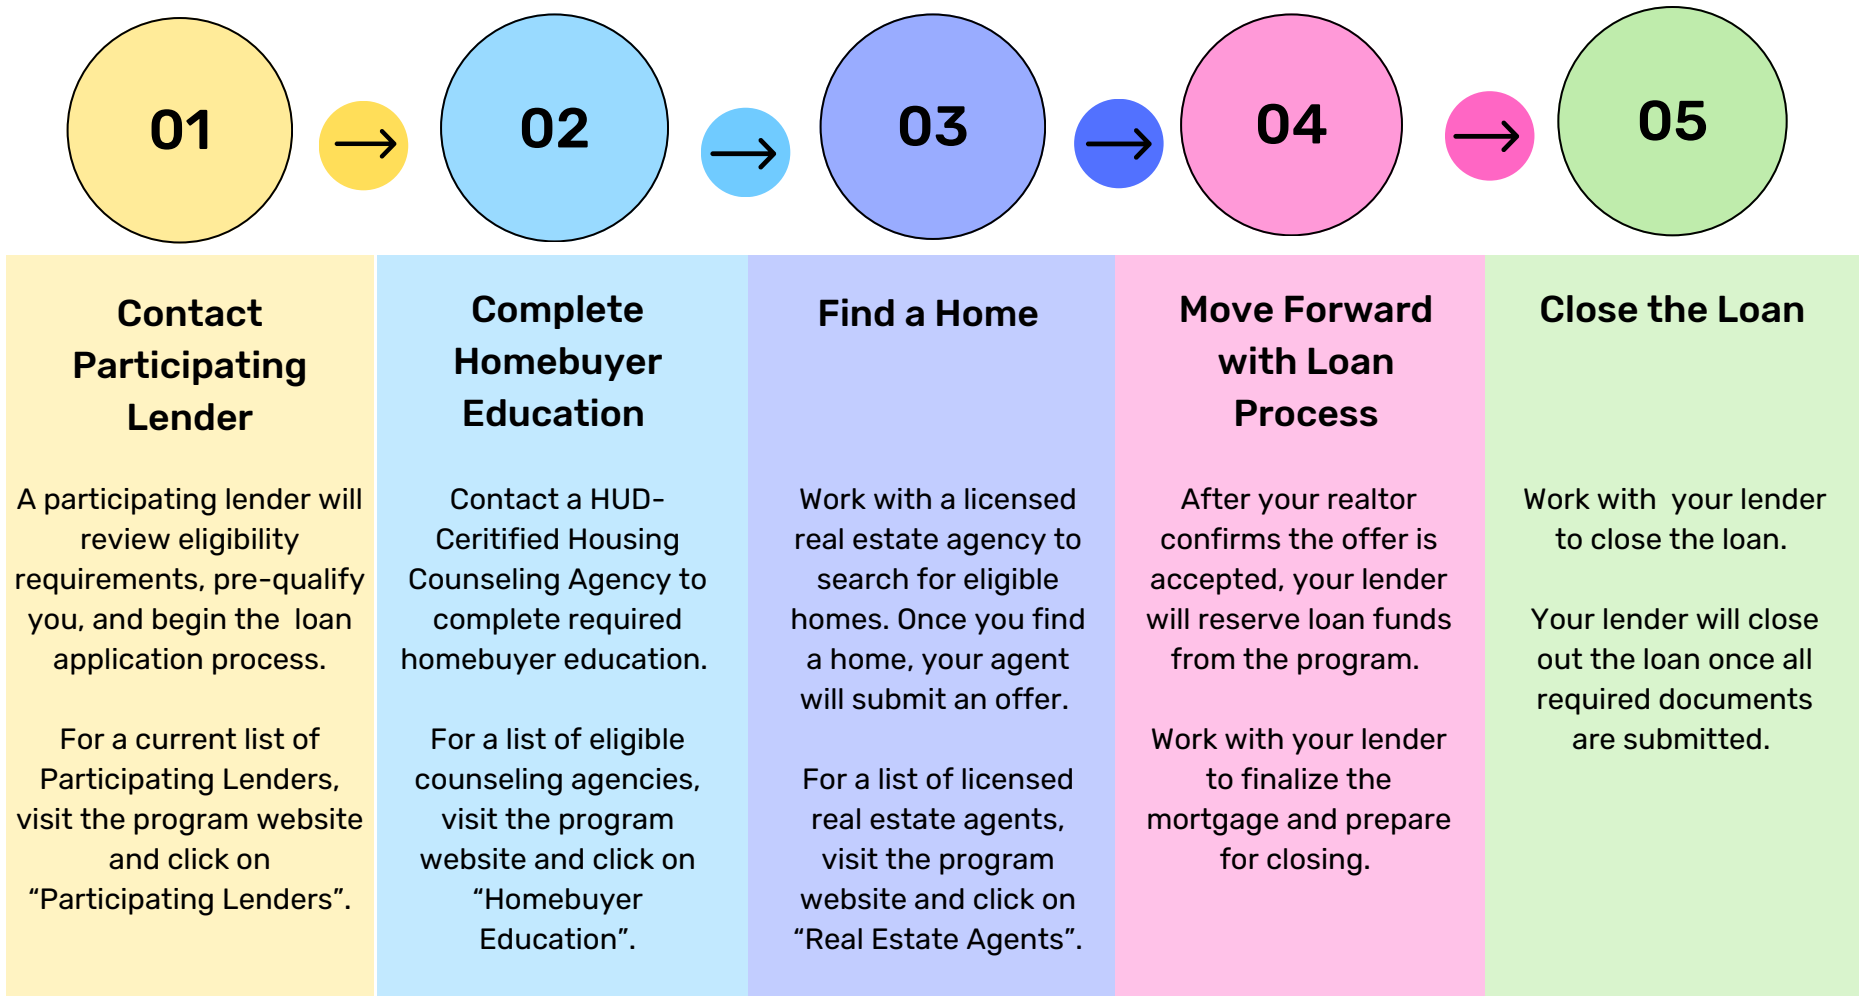 01
02
03
04
05
Contact
Participating
Lender
A participating lender will
review eligibility
requirements, pre-qualify
you, and begin the  loan
application process.
For a current list of
Participating Lenders,
visit the program website
and click on
“Participating Lenders”.
Complete
Homebuyer
Education
Contact a HUD-
Ceritified Housing
Counseling Agency to
complete required
homebuyer education.
For a list of eligible
counseling agencies,
visit the program
website and click on
“Homebuyer
Education”.
Find a Home
Work with a licensed
real estate agency to
search for eligible
homes. Once you find
a home, your agent
will submit an offer.
For a list of licensed
real estate agents,
visit the program
website and click on
“Real Estate Agents”.
Move Forward
with Loan
Process
After your realtor
confirms the offer is
accepted, your lender
will reserve loan funds
from the program.
Work with your lender
to finalize the
mortgage and prepare
for closing.
Close the Loan
Work with  your lender
to close the loan.
Your lender will close
out the loan once all
required documents
are submitted.